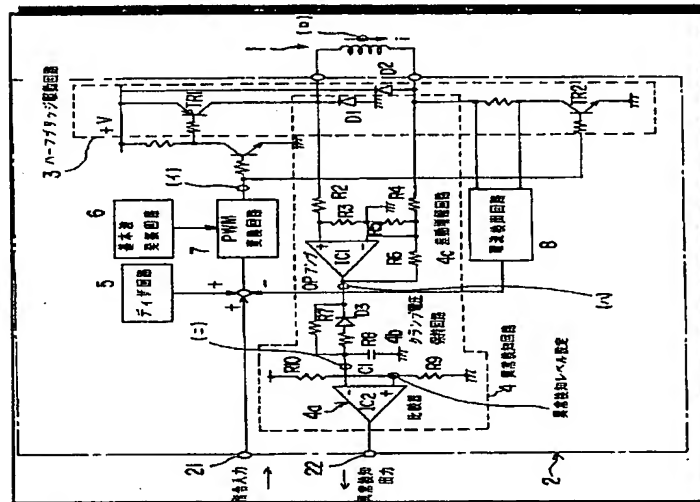 3 ハーフブリッジ駆動回路
+V
TR1
D1
D2
TR2
(イ)
(ロ)
i
6
基本波
発振回路
7
PWM
変換回路
5
ディザ回路
+
+
-
電流検出回路
8
R2
R3
R4
R5
R6
+
-
IC1
OPアンプ
4c 差動増幅回路
(ハ)
(ニ)
R7
D3
R8
C1
4b
クランプ電圧
保持回路
R10
R9
-
+
IC2
4a
比較器
4 異常検知回路
異常検知レベル設定
21
指令入力
22
異常検知
出力
2